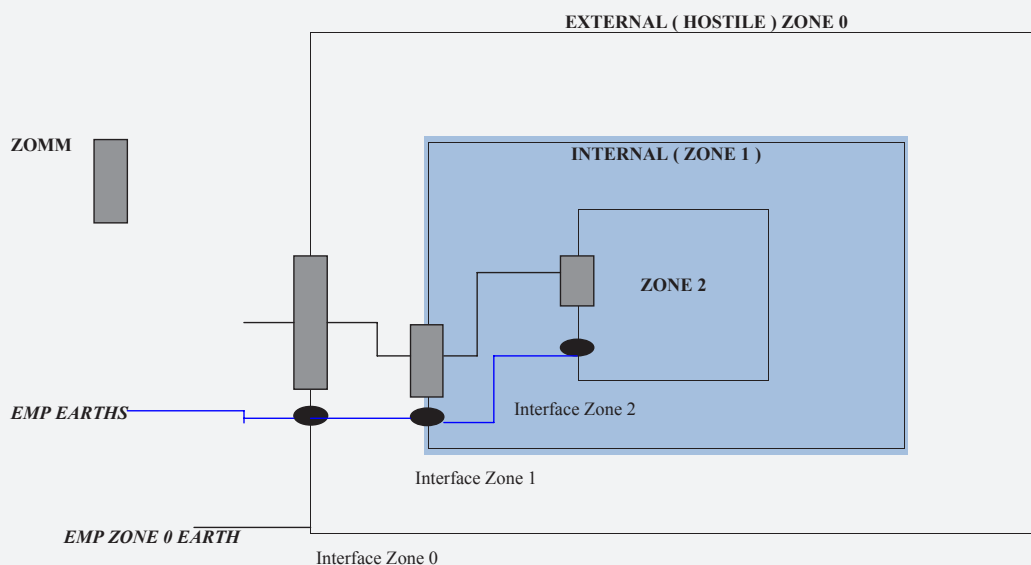 EXTERNAL ( HOSTILE ) ZONE 0
ZOMM
INTERNAL ( ZONE 1 )
ZONE 2
EMP EARTHS
Interface Zone 2
Interface Zone 1
EMP ZONE 0 EARTH
Interface Zone 0